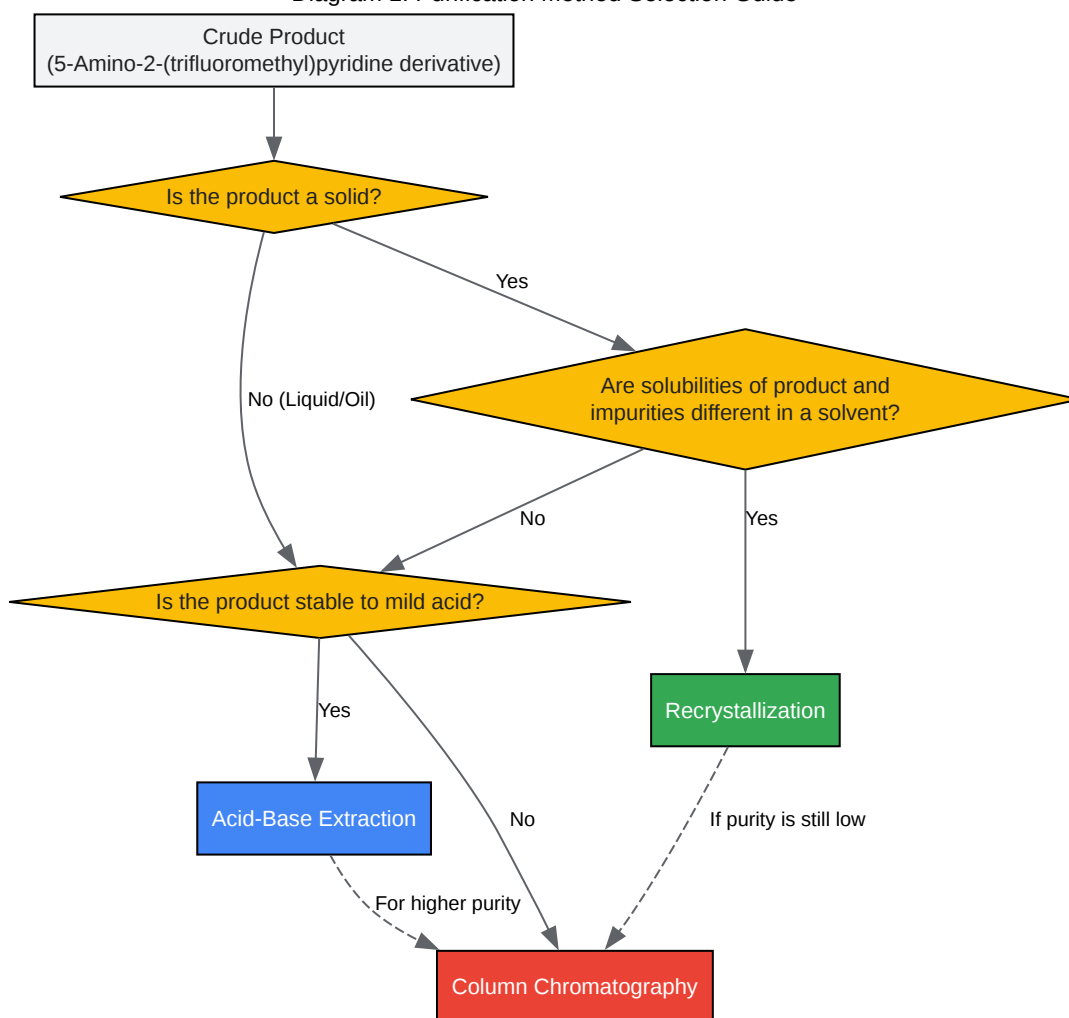 Crude Product
(5-Amino-2-(trifluoromethyl)pyridine derivative)
Is the product a solid?
Yes
No (Liquid/Oil)
Are solubilities of product and
impurities different in a solvent?
No
Yes
Is the product stable to mild acid?
Yes
Recrystallization
Acid-Base Extraction
No
If purity is still low
For higher purity
Column Chromatography